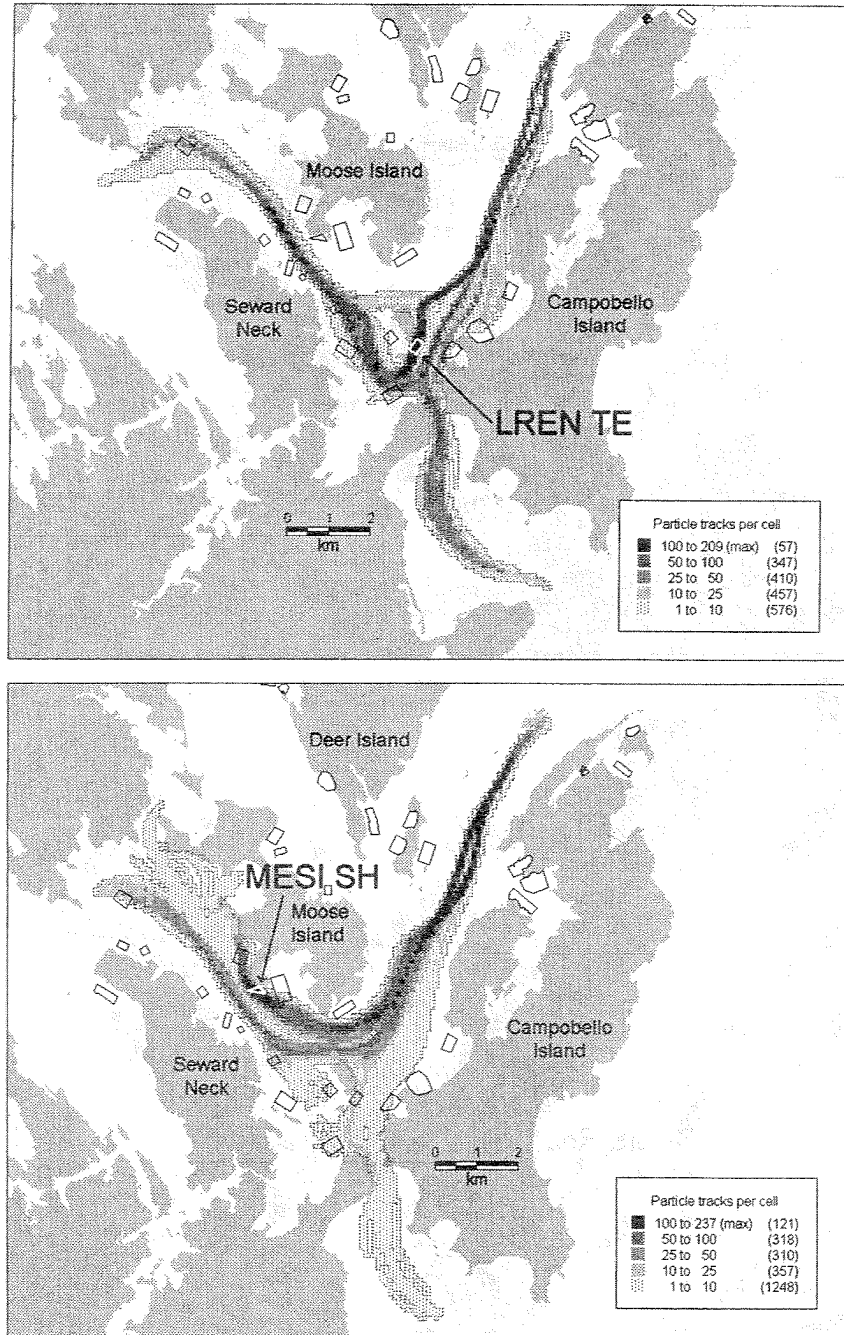 Moose Island
Seward
Neck
Campobello
Island
LREN TE
0 1 2
km
Particle tracks per cell
100 to 209 (max) (57)
50 to 100 (347)
25 to 50 (410)
10 to 25 (457)
1 to 10 (576)
Deer Island
MESI SH
Moose
Island
Campobello
Island
Seward
Neck
0 1 2
km
Particle tracks per cell
100 to 237 (max) (121)
50 to 100 (318)
25 to 50 (310)
10 to 25 (357)
1 to 10 (1248)